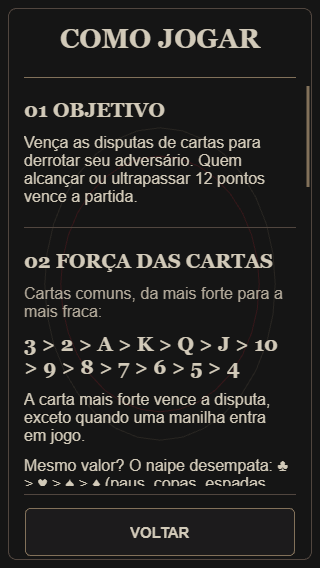 COMO JOGAR
01 OBJETIVO
Vença as disputas de cartas para
derrotar seu adversário. Quem
alcançar ou ultrapassar 12 pontos
vence a partida.
02 FORÇA DAS CARTAS
Cartas comuns, da mais forte para a
mais fraca:
3 > 2 > A > K > Q > J > 10
> 9 > 8 > 7 > 6 > 5 > 4
A carta mais forte vence a disputa,
exceto quando uma manilha entra
em jogo.
Mesmo valor? O naipe desempata: ♣
> ♥ > ♠ > ♦ (paus, copas, espadas,
VOLTAR